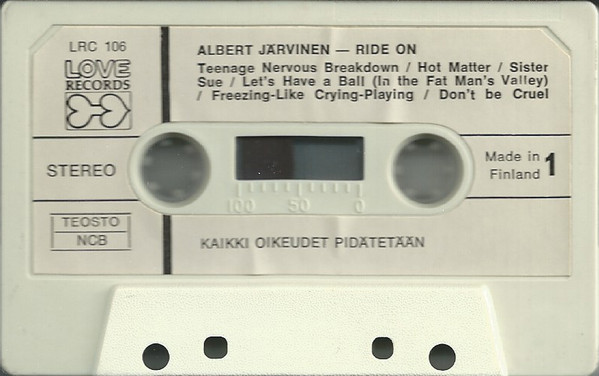 LRC 106
LOVE
RECORDS
STEREO
TEOSTO
NCB
ALBERT JÄRVINEN — RIDE ON
Teenage Nervous Breakdown / Hot Matter / Sister
Sue / Let's Have a Ball (In the Fat Man's Valley)
/ Freezing-Like Crying-Playing / Don't be Cruel
100 50 0
Made in
Finland 1
KAIKKI OIKEUDET PIDÄTETÄÄN